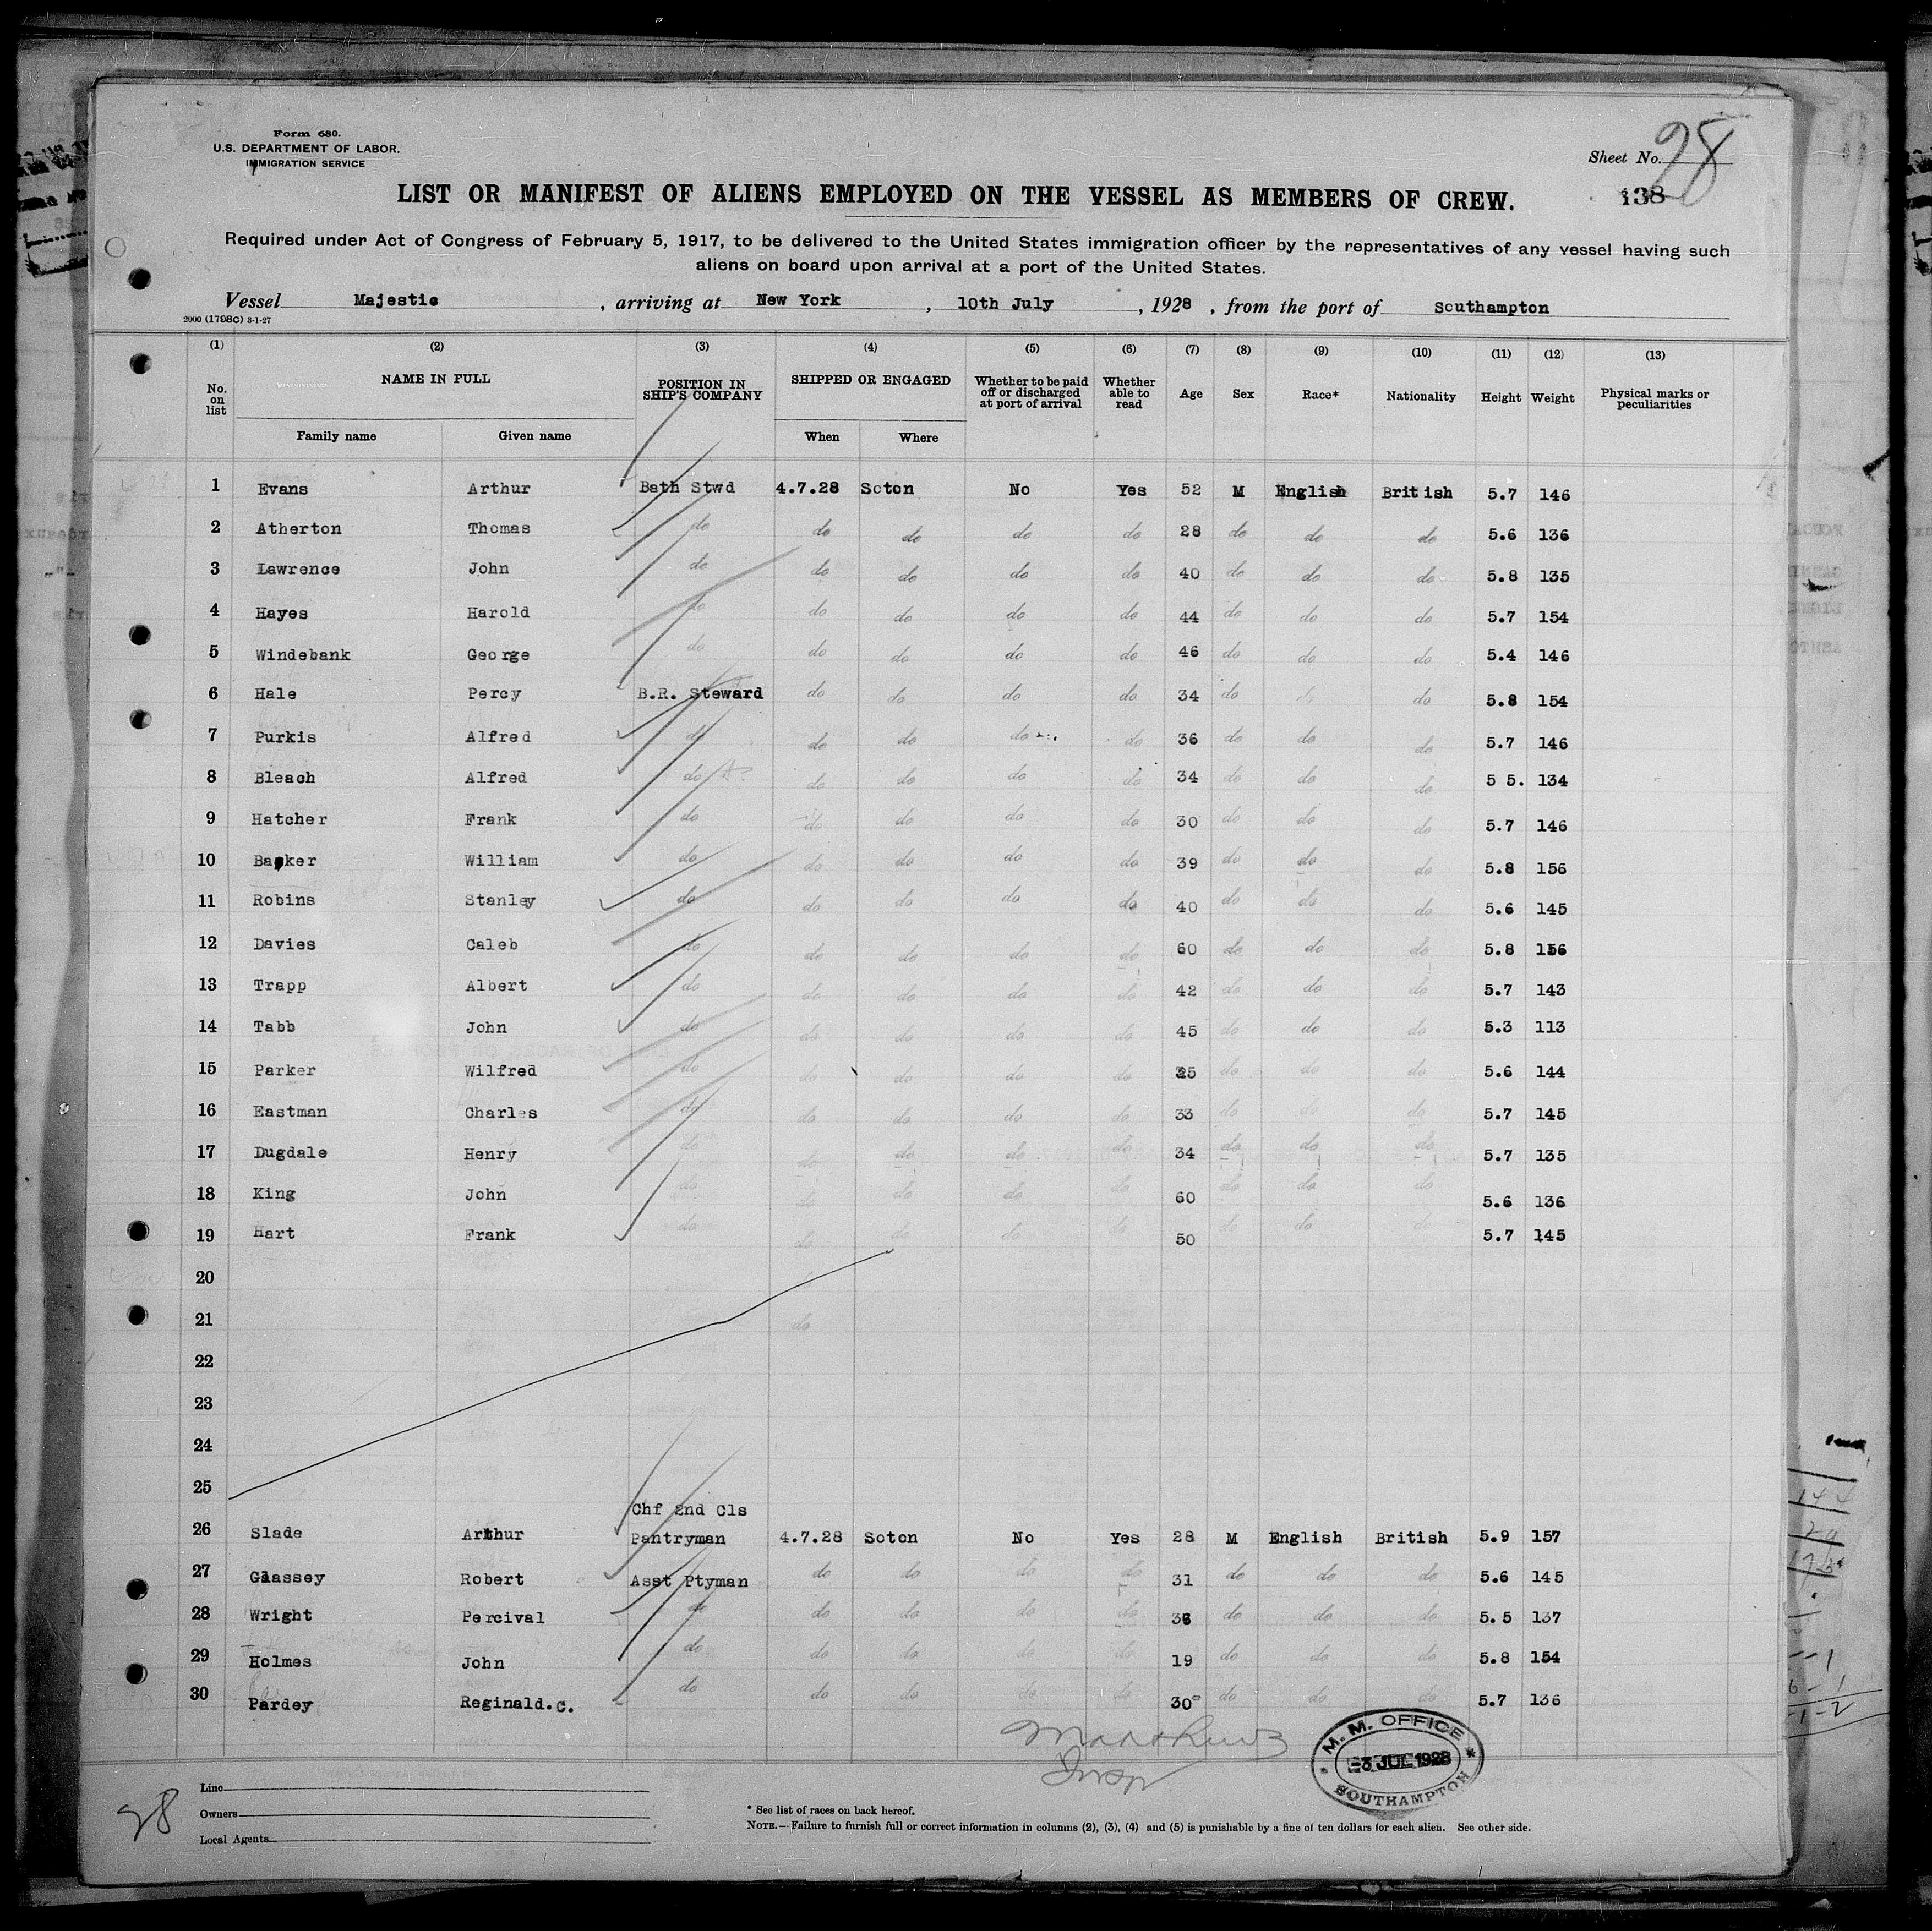 Form 680.
U.S. DEPARTMENT OF LABOR.
IMMIGRATION SERVICE
Sheet No. 28
138
LIST OR MANIFEST OF ALIENS EMPLOYED ON THE VESSEL AS MEMBERS OF CREW.
Required under Act of Congress of February 5, 1917, to be delivered to the United States immigration officer by the representatives of any vessel having such
aliens on board upon arrival at a port of the United States.
Vessel Majestic, arriving at New York, 10th July, 1928, from the port of Southampton
2000 (1798C) 3-1-27
(1) (2) (3) (4) (5) (6) (7) (8) (9) (10) (11) (12) (13)
No. on list NAME IN FULL POSITION IN SHIP'S COMPANY SHIPPED OR ENGAGED Whether to be paid off or discharged at port of arrival Whether able to read Age Sex Race* Nationality Height Weight Physical marks or peculiarities
Family name Given name When Where
1 Evans Arthur Bath Stwd 4.7.28 Soton No Yes 52 M English British 5.7 146
2 Atherton Thomas do do do do do 28 do do do 5.6 136
3 Lawrence John do do do do do 40 do do do 5.8 135
4 Hayes Harold do do do do do 44 do do do 5.7 154
5 Windebank George do do do do do 46 do do do 5.4 146
6 Hale Percy B.R. Steward do do do do 34 do do do 5.8 154
7 Purkis Alfred do do do do do 36 do do do 5.7 146
8 Bleach Alfred do do do do do 34 do do do 5 5. 134
9 Hatcher Frank do do do do do 30 do do do 5.7 146
10 Barker William do do do do do 39 do do do 5.8 156
11 Robins Stanley do do do do do 40 do do do 5.6 145
12 Davies Caleb do do do do do 60 do do do 5.8 156
13 Trapp Albert do do do do do 42 do do do 5.7 143
14 Tabb John do do do do do 45 do do do 5.3 113
15 Parker Wilfred do do do do do 35 do do do 5.6 144
16 Eastman Charles do do do do do 33 do do do 5.7 145
17 Dugdale Henry do do do do do 34 do do do 5.7 135
18 King John do do do do do 60 do do do 5.6 136
19 Hart Frank do do do do do 50 do do do 5.7 145
20
21 do
22
23
24
25
Chf 2nd Cls
26 Slade Arthur Pantryman 4.7.28 Soton No Yes 28 M English British 5.9 157
27 Glassey Robert Asst Ptyman do do do do 31 do do do 5.6 145
28 Wright Percival do do do do do 36 do do do 5.5 137
29 Holmes John do do do do do 19 do do do 5.8 154
30 Pardey Reginald.C. do do do do do 30 do do do 5.7 136
M.M. OFFICE
3 JUL 1928
SOUTHAMPTON
28
Line
Owners
Local Agents
* See list of races on back hereof.
NOTE.—Failure to furnish full or correct information in columns (2), (3), (4) and (5) is punishable by a fine of ten dollars for each alien. See other side.